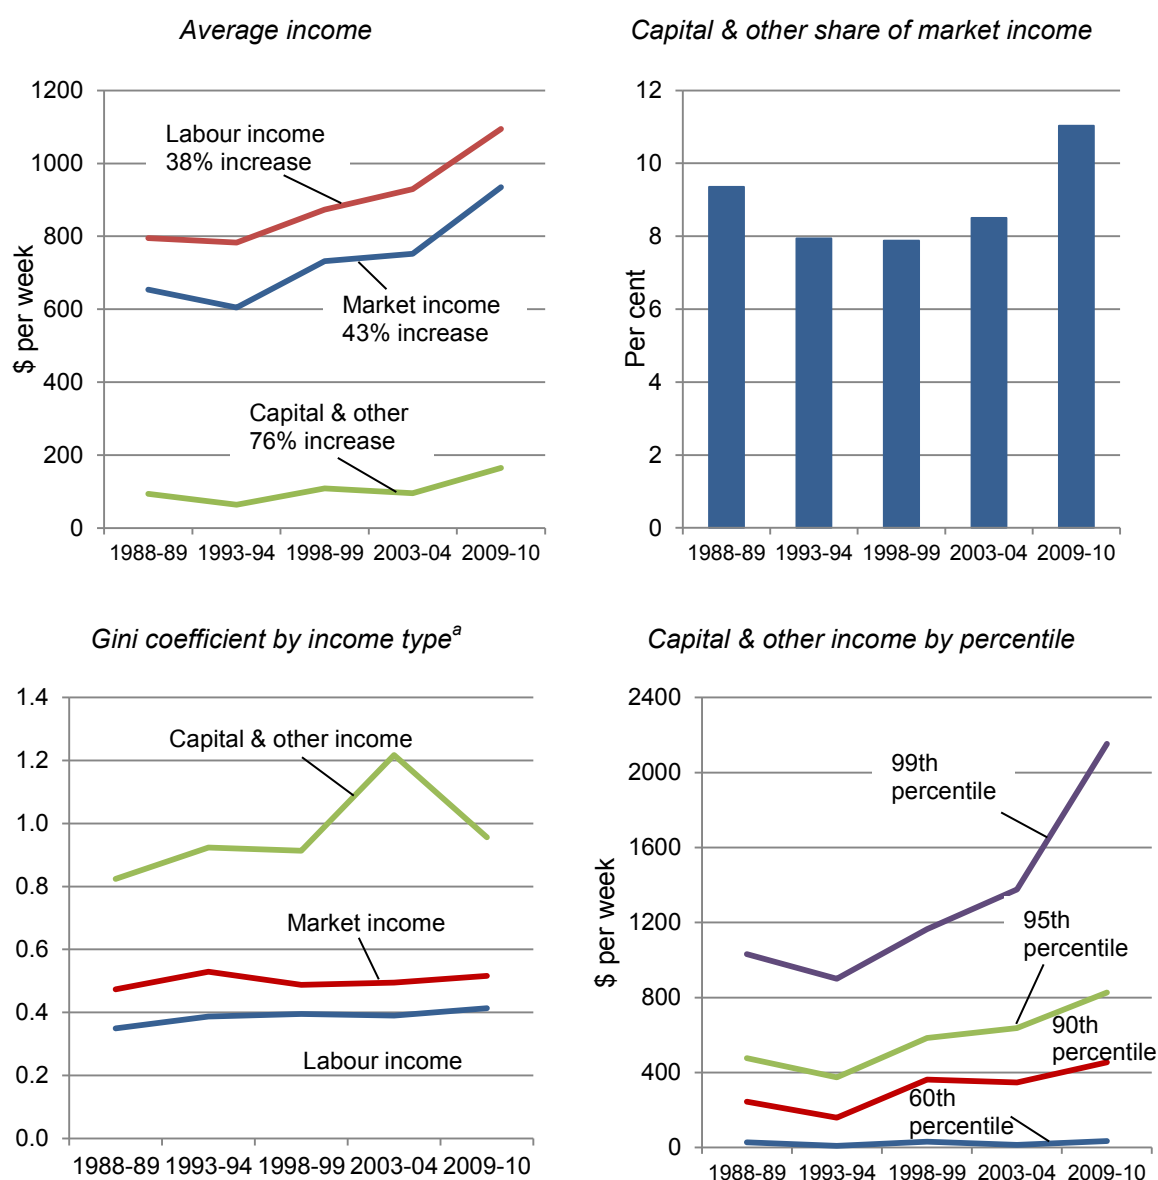 Average income
1200
1000
800
600
400
200
0
$ per week
Labour income
38% increase
Market income
43% increase
Capital & other
76% increase
1988-89 1993-94 1998-99 2003-04 2009-10
Capital & other share of market income
12
10
8
6
4
2
0
Per cent
1988-89 1993-94 1998-99 2003-04 2009-10
Gini coefficient by income typeᵃ
1.4
1.2
1.0
0.8
0.6
0.4
0.2
0.0
Capital & other income
Market income
Labour income
1988-89 1993-94 1998-99 2003-04 2009-10
Capital & other income by percentile
2400
2000
1600
1200
800
400
0
$ per week
99th
percentile
95th
percentile
90th
percentile
60th
percentile
1988-89 1993-94 1998-99 2003-04 2009-10